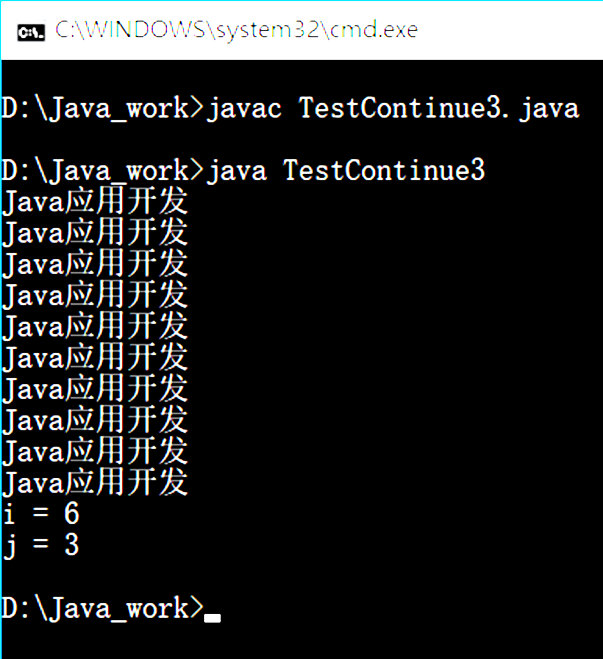 C:\WINDOWS\system32\cmd.exe
D:\Java_work>javac TestContinue3.java
D:\Java_work>java TestContinue3
Java应用开发
Java应用开发
Java应用开发
Java应用开发
Java应用开发
Java应用开发
Java应用开发
Java应用开发
Java应用开发
Java应用开发
i = 6
j = 3
D:\Java_work>